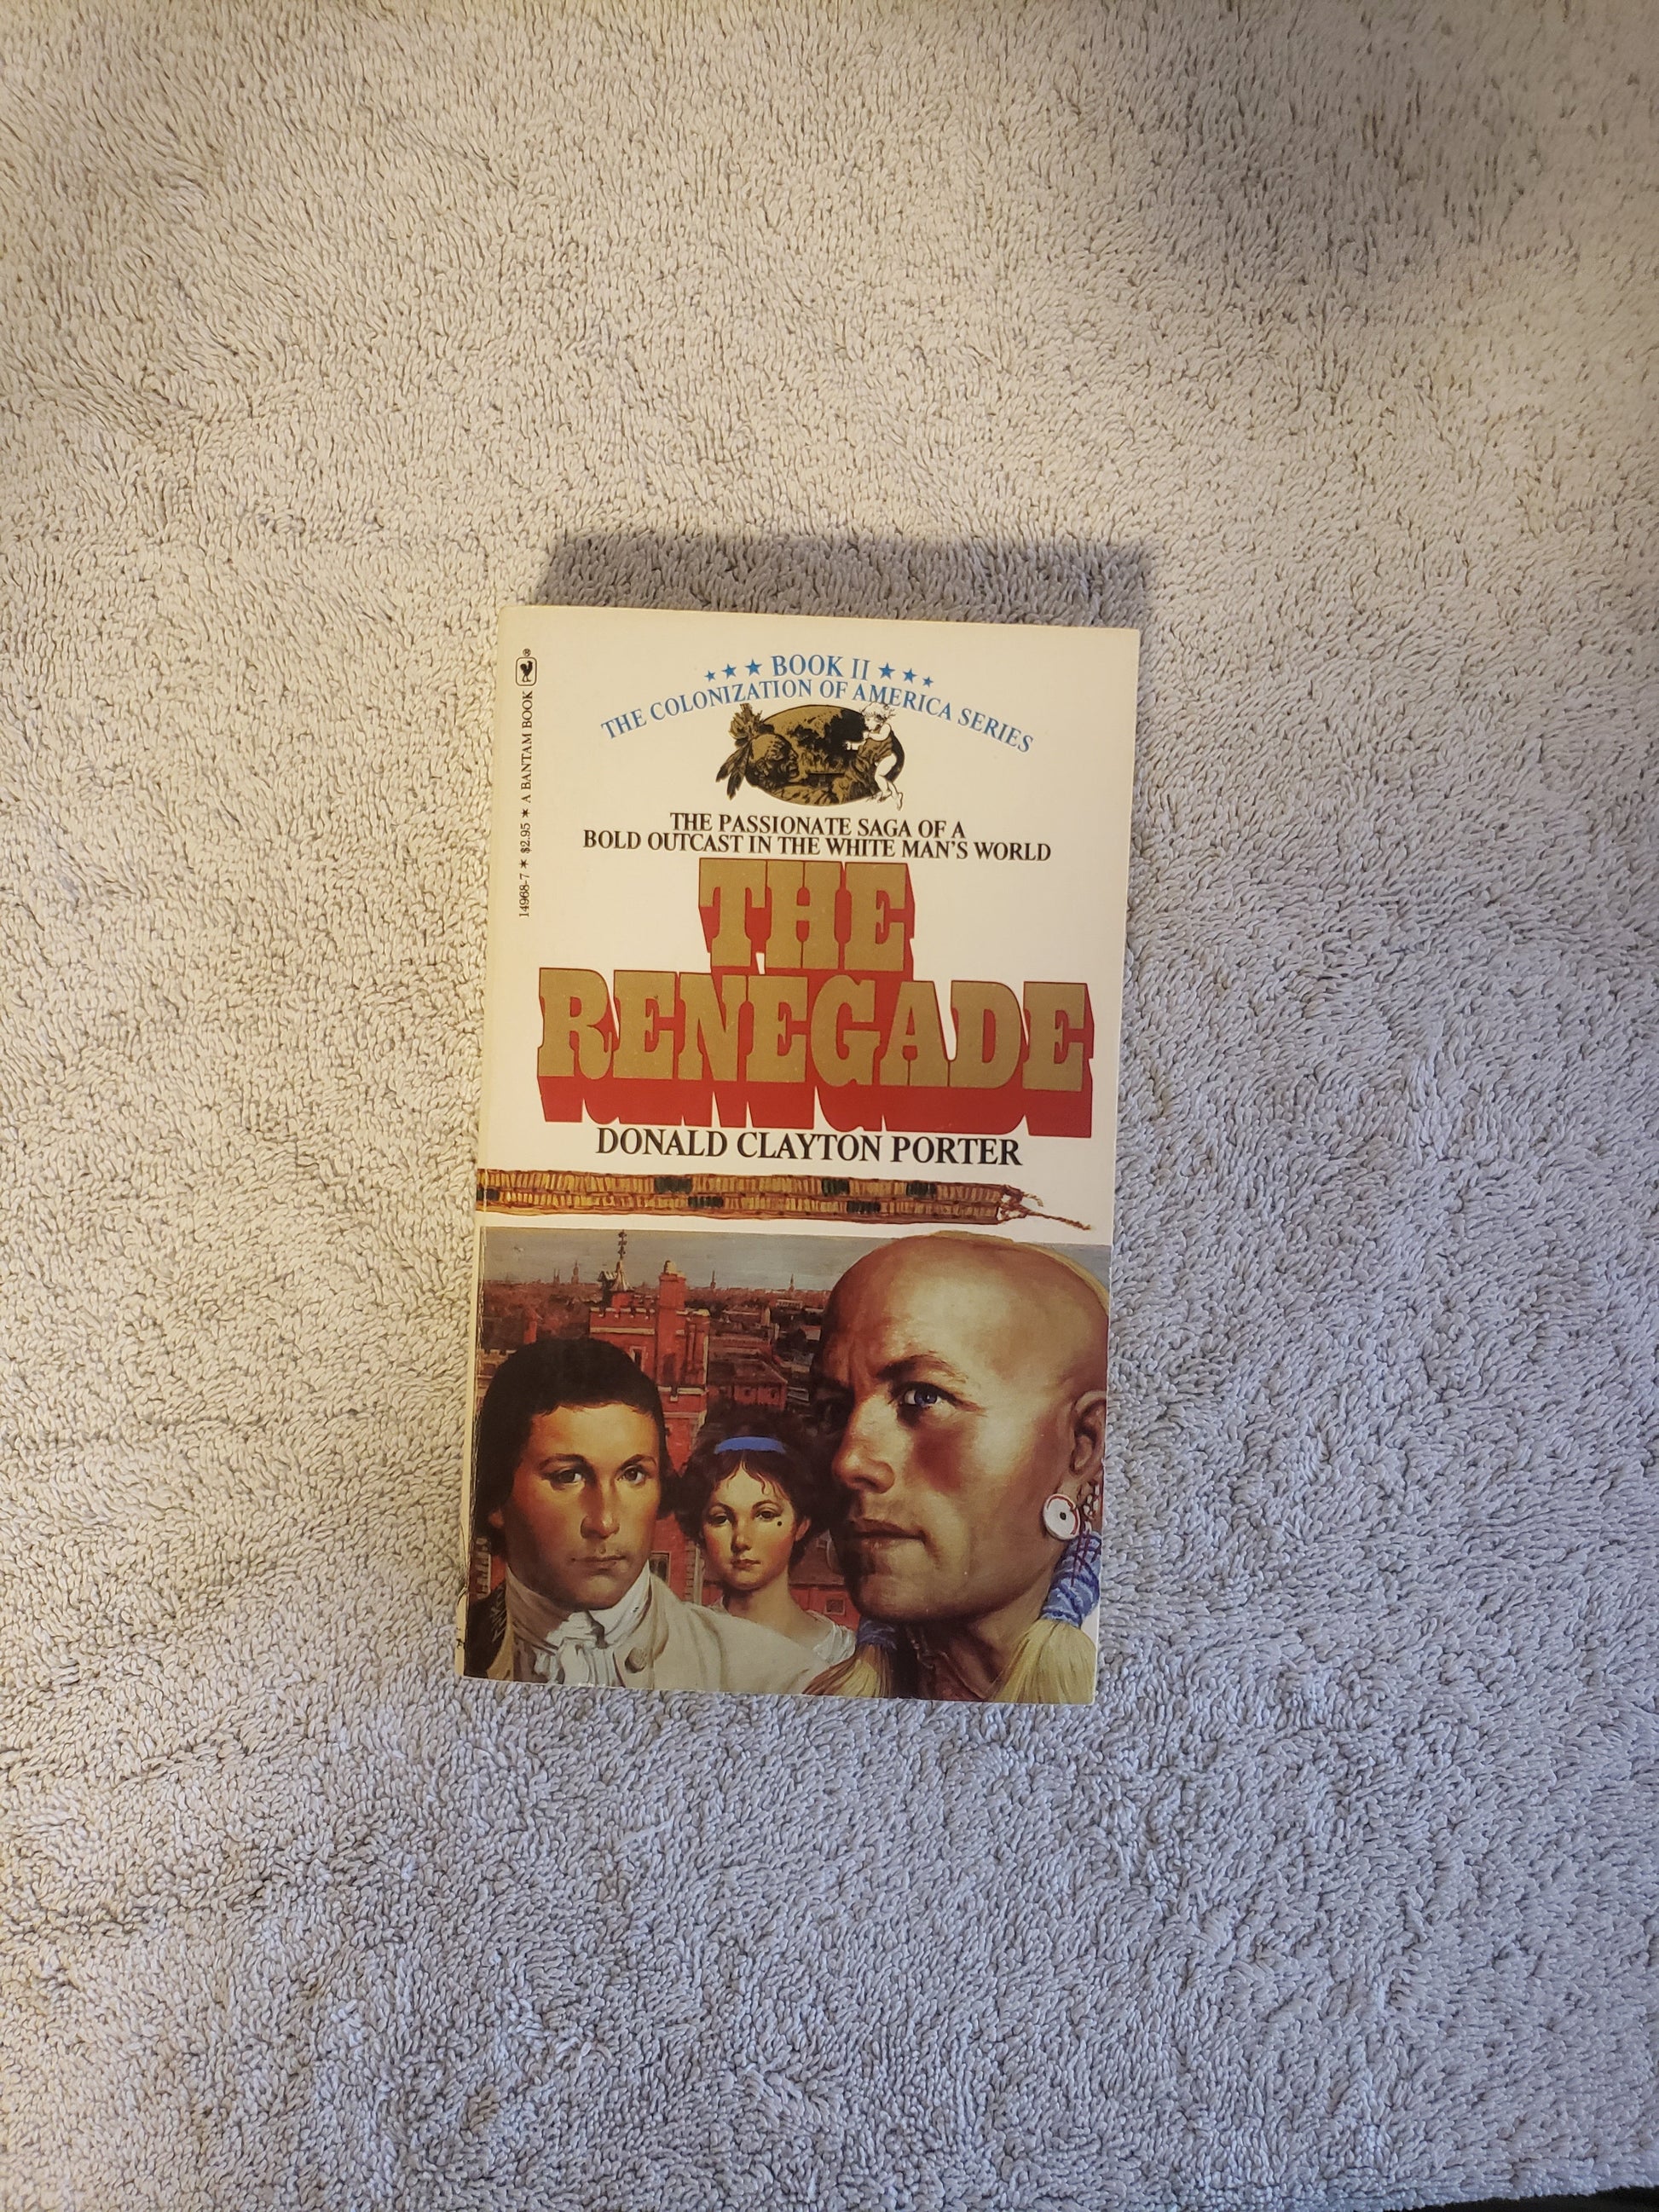 ★ ★ ★ BOOK II ★ ★ ★
THE COLONIZATION OF AMERICA SERIES
THE PASSIONATE SAGA OF A
BOLD OUTCAST IN THE WHITE MAN'S WORLD
THE
RENEGADE
DONALD CLAYTON PORTER
14968-7 * $2.95 * A BANTAM BOOK ®